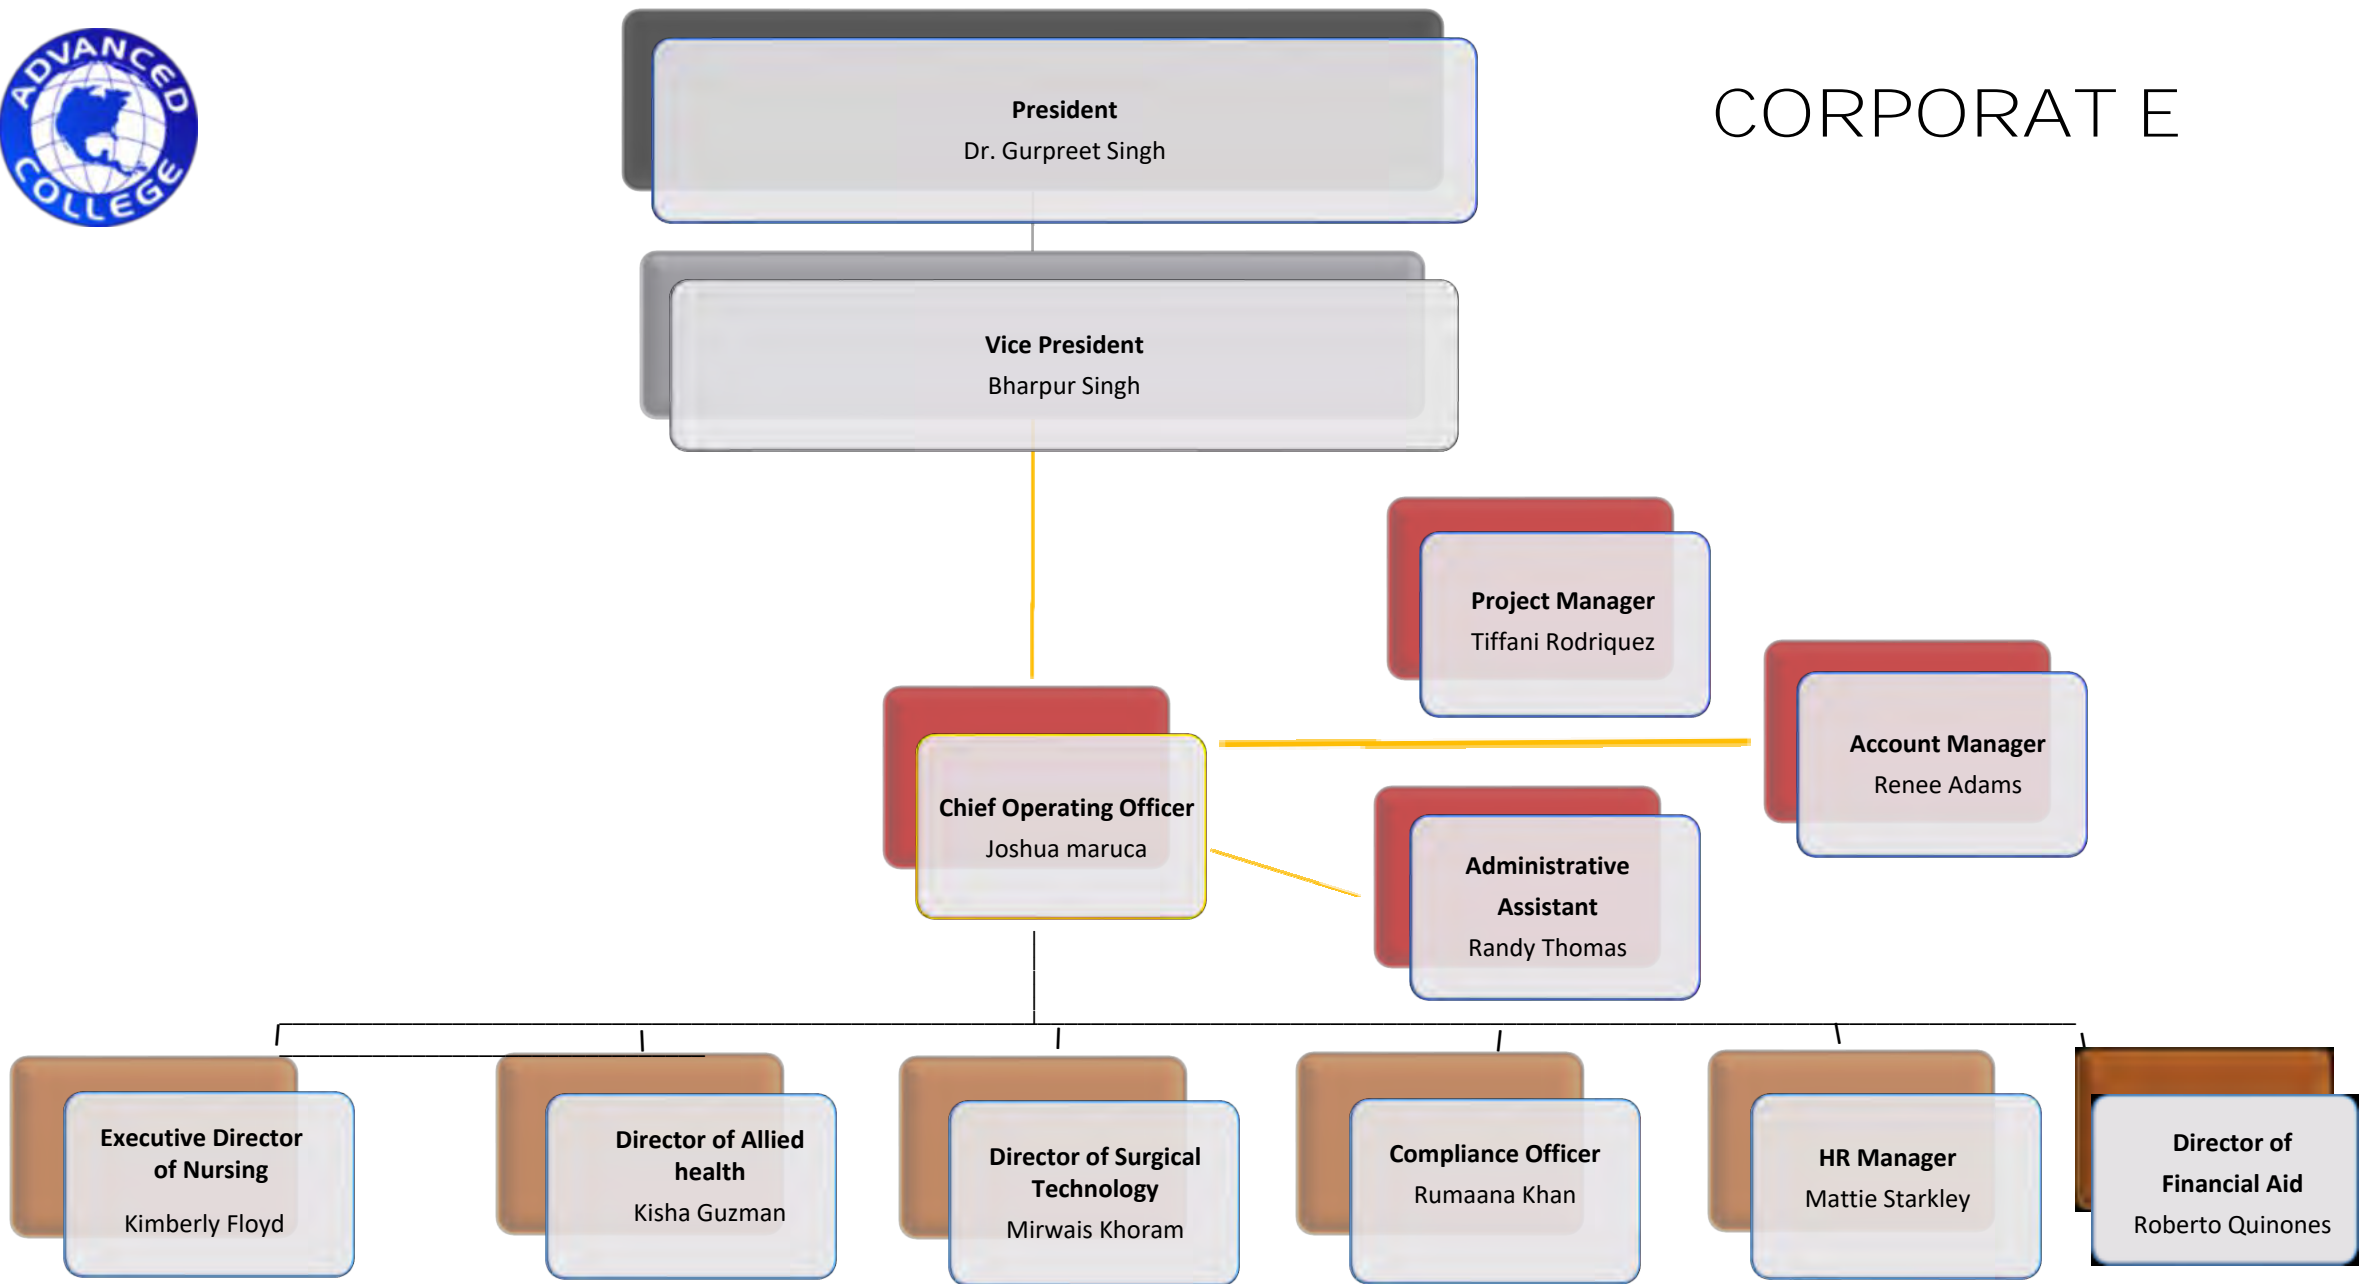 ADVANCED
COLLEGE
CORPORAT E
President
Dr. Gurpreet Singh
Vice President
Bharpur Singh
Project Manager
Tiffani Rodriquez
Account Manager
Renee Adams
Chief Operating Officer
Joshua maruca
Administrative
Assistant
Randy Thomas
Executive Director
of Nursing
Kimberly Floyd
Director of Allied
health
Kisha Guzman
Director of Surgical
Technology
Mirwais Khoram
Compliance Officer
Rumaana Khan
HR Manager
Mattie Starkley
Director of
Financial Aid
Roberto Quinones